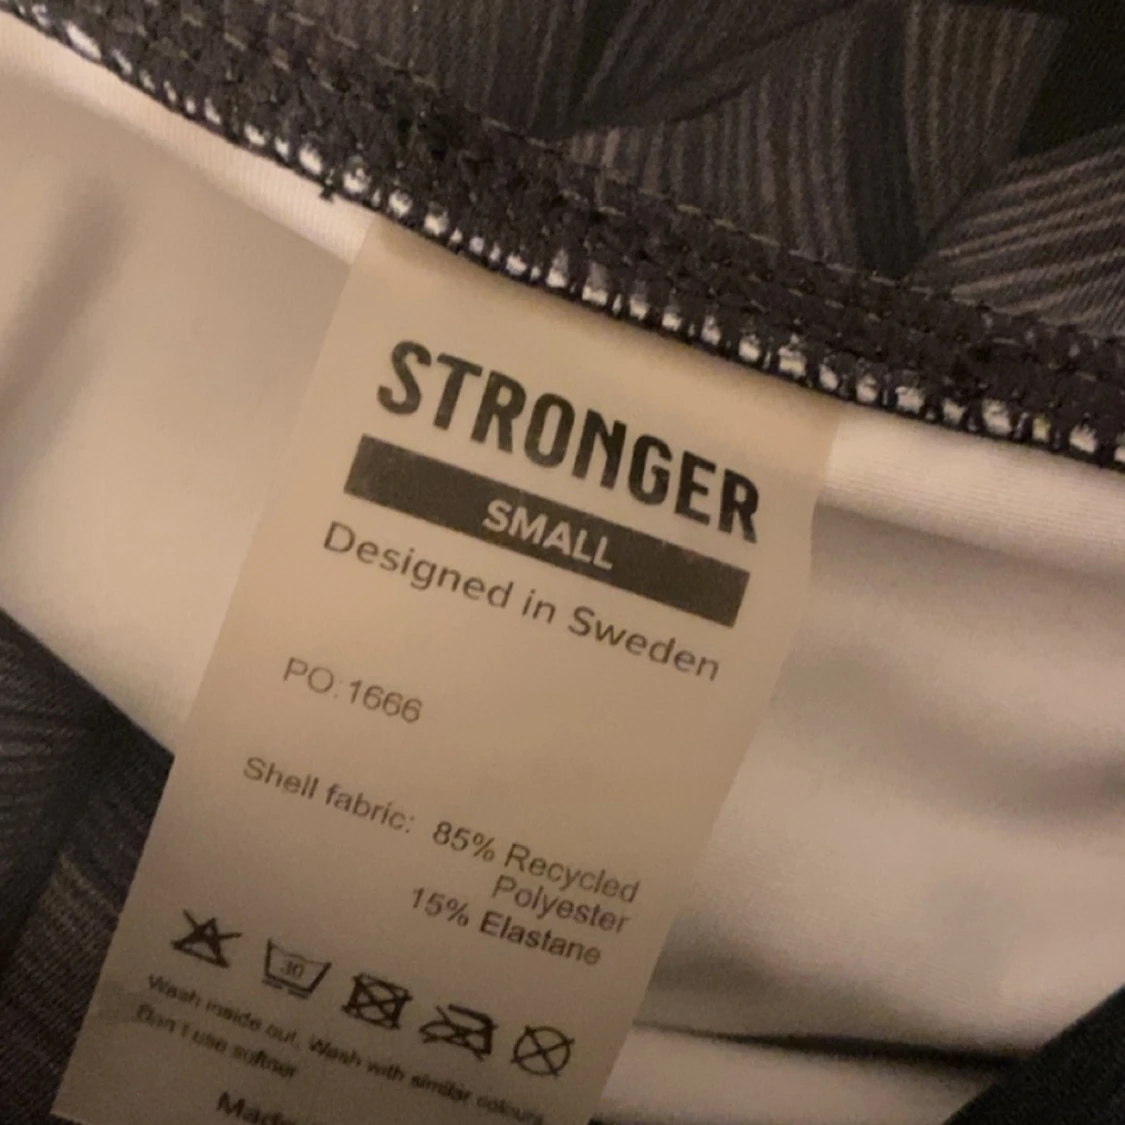 STRONGER
SMALL
Designed in Sweden
PO.1666
Shell fabric: 85% Recycled
Polyester
15% Elastane
30
Wash inside out. Wash with similar colours
Don't use softner